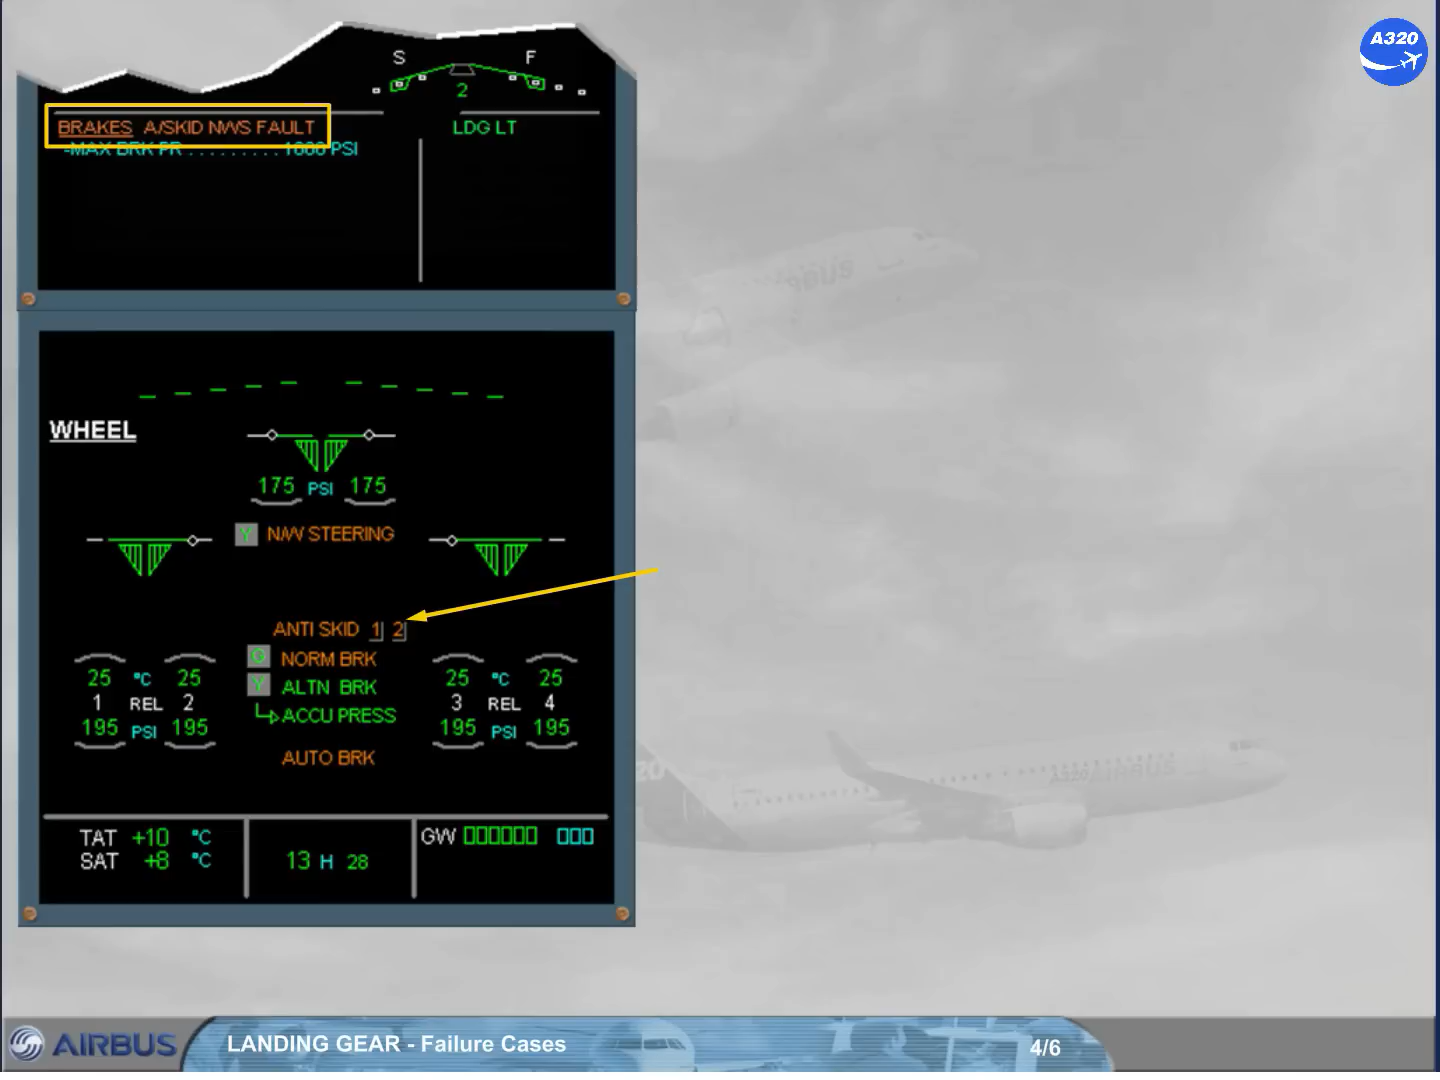 A320
S F
2
BRAKES A/SKID NWS FAULT
LDG LT
-MAX BRK PR . . . . . . . . . 1000 PSI
WHEEL
175 PSI 175
Y N/W STEERING
ANTI SKID 1 2
G NORM BRK
25 °C 25
25 °C 25
Y ALTN BRK
1 REL 2
3 REL 4
ACCU PRESS
195 PSI 195
195 PSI 195
AUTO BRK
TAT +10 °C
GW
SAT +8 °C
13 H 28
AIRBUS
LANDING GEAR - Failure Cases
4/6